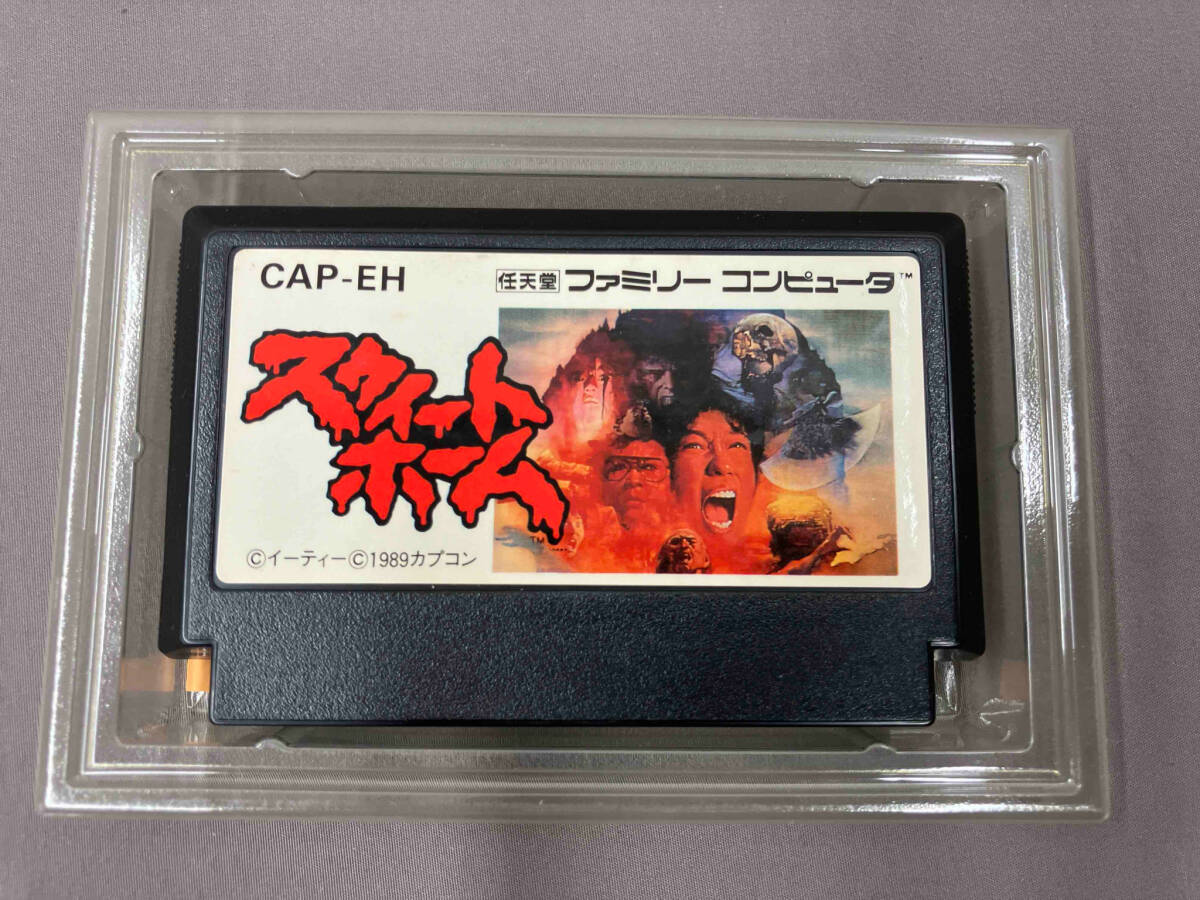 CAP-EH
任天堂 ファミリー コンピュータ™
スウィート
ホーム
TM
©イーティー©1989カプコン